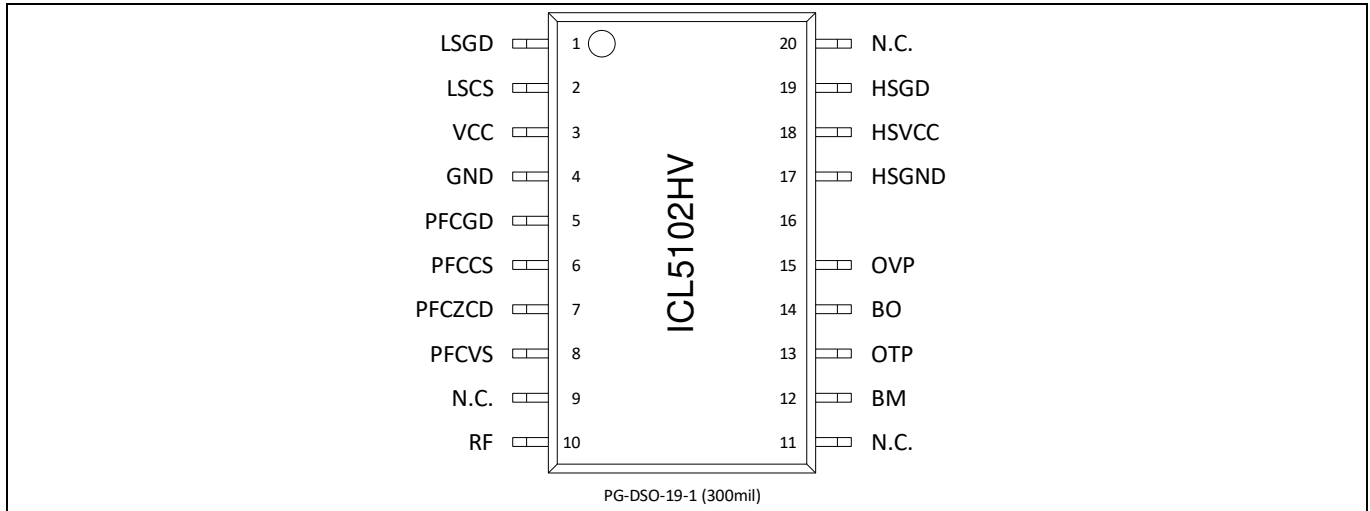 LSGD 1 20 N.C.
LSCS 2 19 HSGD
VCC 3 18 HSVCC
GND 4 17 HSGND
PFCGD 5 16
PFCCS 6 15 OVP
PFCZCD 7 14 BO
PFCVS 8 13 OTP
N.C. 9 12 BM
RF 10 11 N.C.
ICL5102HV
PG-DSO-19-1 (300mil)